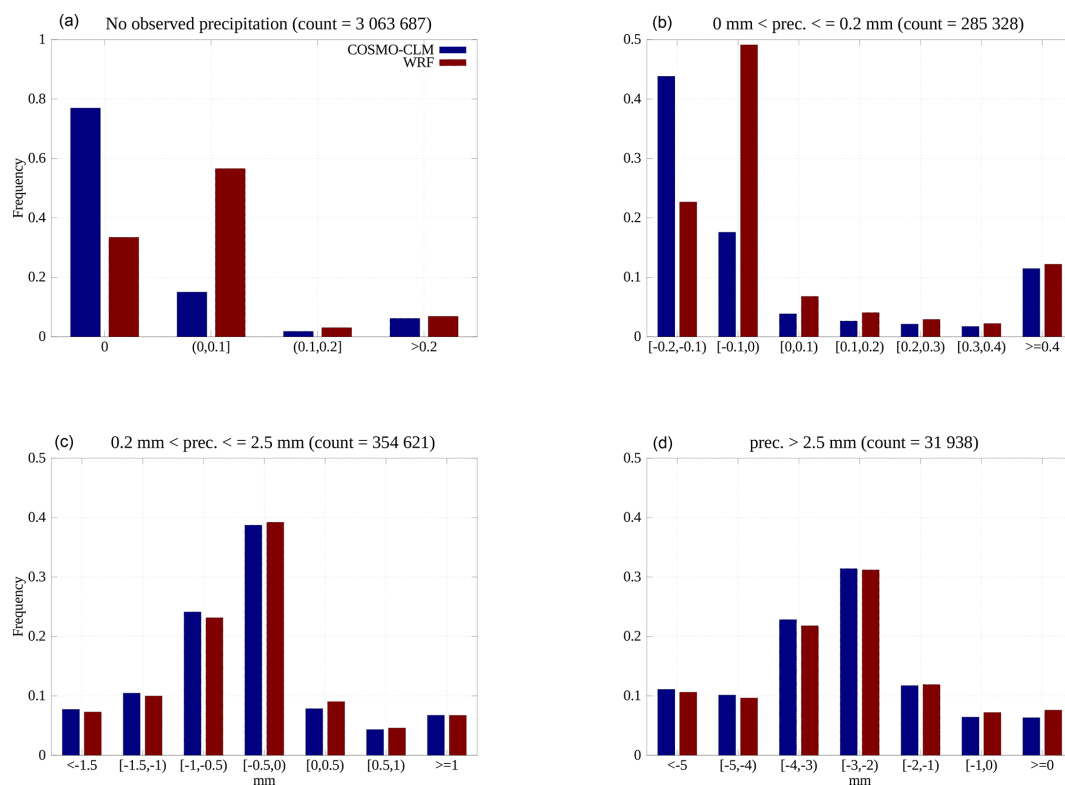 (a) No observed precipitation (count = 3 063 687)
1
0.8
0.6
0.4
0.2
0
Frequency
COSMO-CLM
WRF
0 (0,0.1] (0.1,0.2] >0.2
(b) 0 mm < prec. < = 0.2 mm (count = 285 328)
0.5
0.4
0.3
0.2
0.1
0
[-0.2,-0.1) [-0.1,0) [0,0.1) [0.1,0.2) [0.2,0.3) [0.3,0.4) >=0.4
(c) 0.2 mm < prec. < = 2.5 mm (count = 354 621)
0.5
0.4
0.3
0.2
0.1
0
Frequency
<-1.5 [-1.5,-1) [-1,-0.5) [-0.5,0) [0,0.5) [0.5,1) >=1
mm
(d) prec. > 2.5 mm (count = 31 938)
0.5
0.4
0.3
0.2
0.1
0
<-5 [-5,-4) [-4,-3) [-3,-2) [-2,-1) [-1,0) >=0
mm